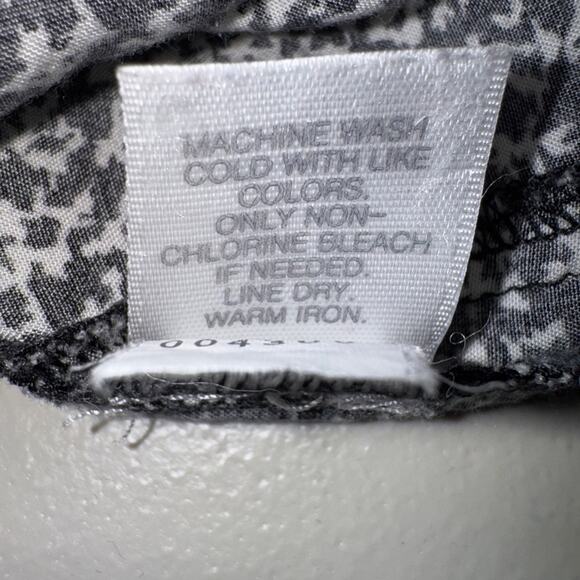 MACHINE WASH
COLD WITH LIKE
COLORS.
ONLY NON-
CHLORINE BLEACH
IF NEEDED.
LINE DRY.
WARM IRON.